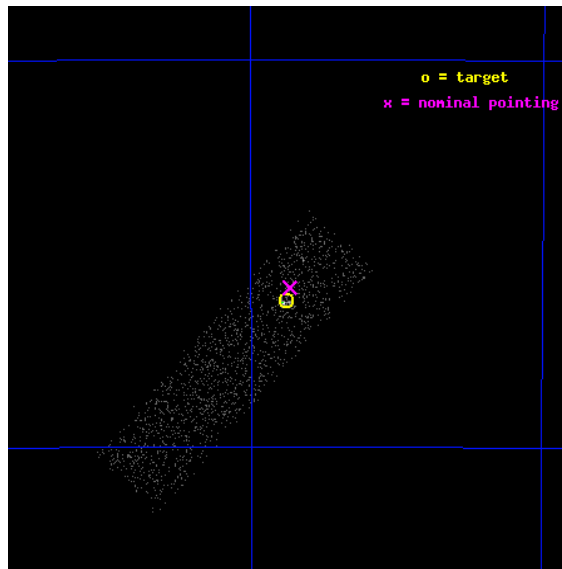 o = target
x = nominal pointing